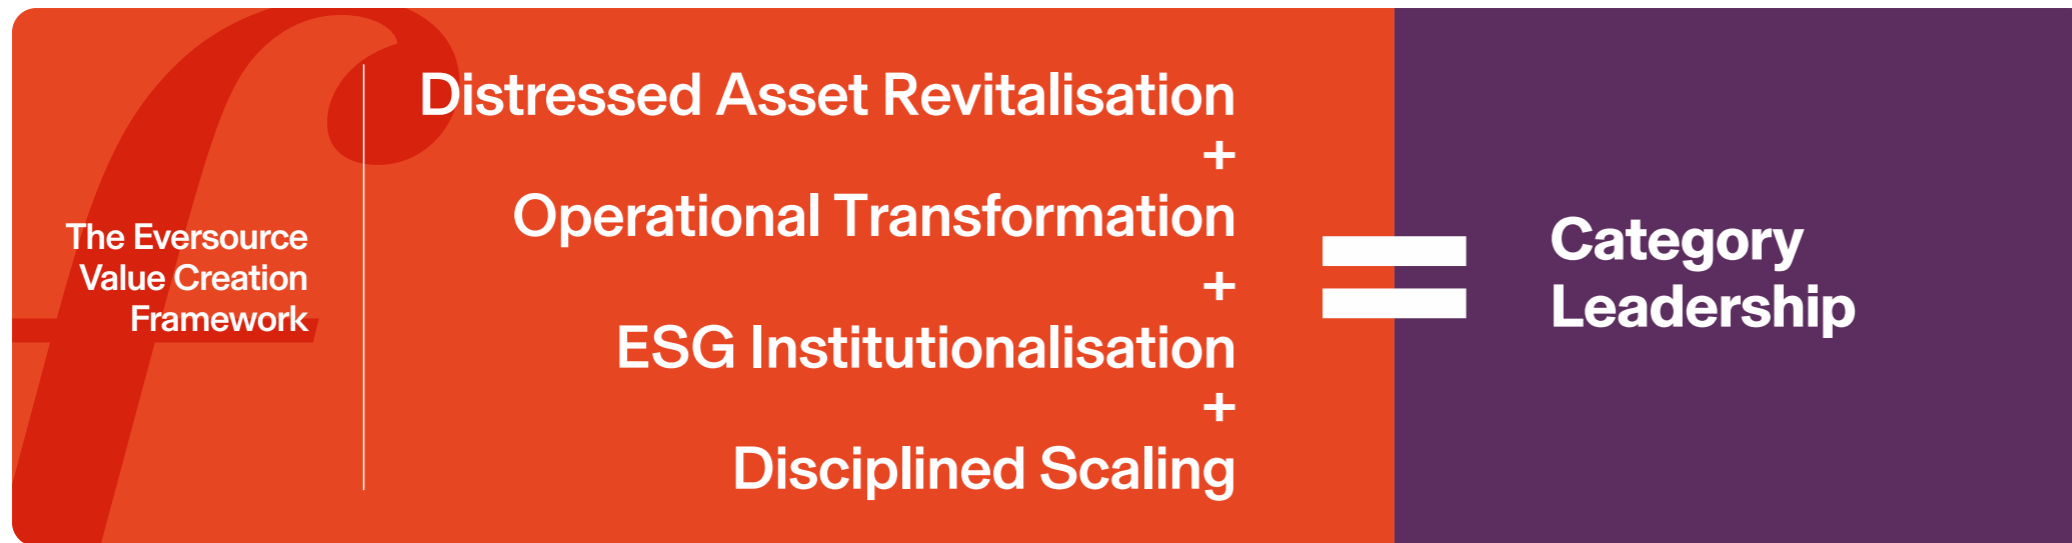 The Eversource
Value Creation
Framework
Distressed Asset Revitalisation
+
Operational Transformation
+
ESG Institutionalisation
+
Disciplined Scaling
=
Category
Leadership